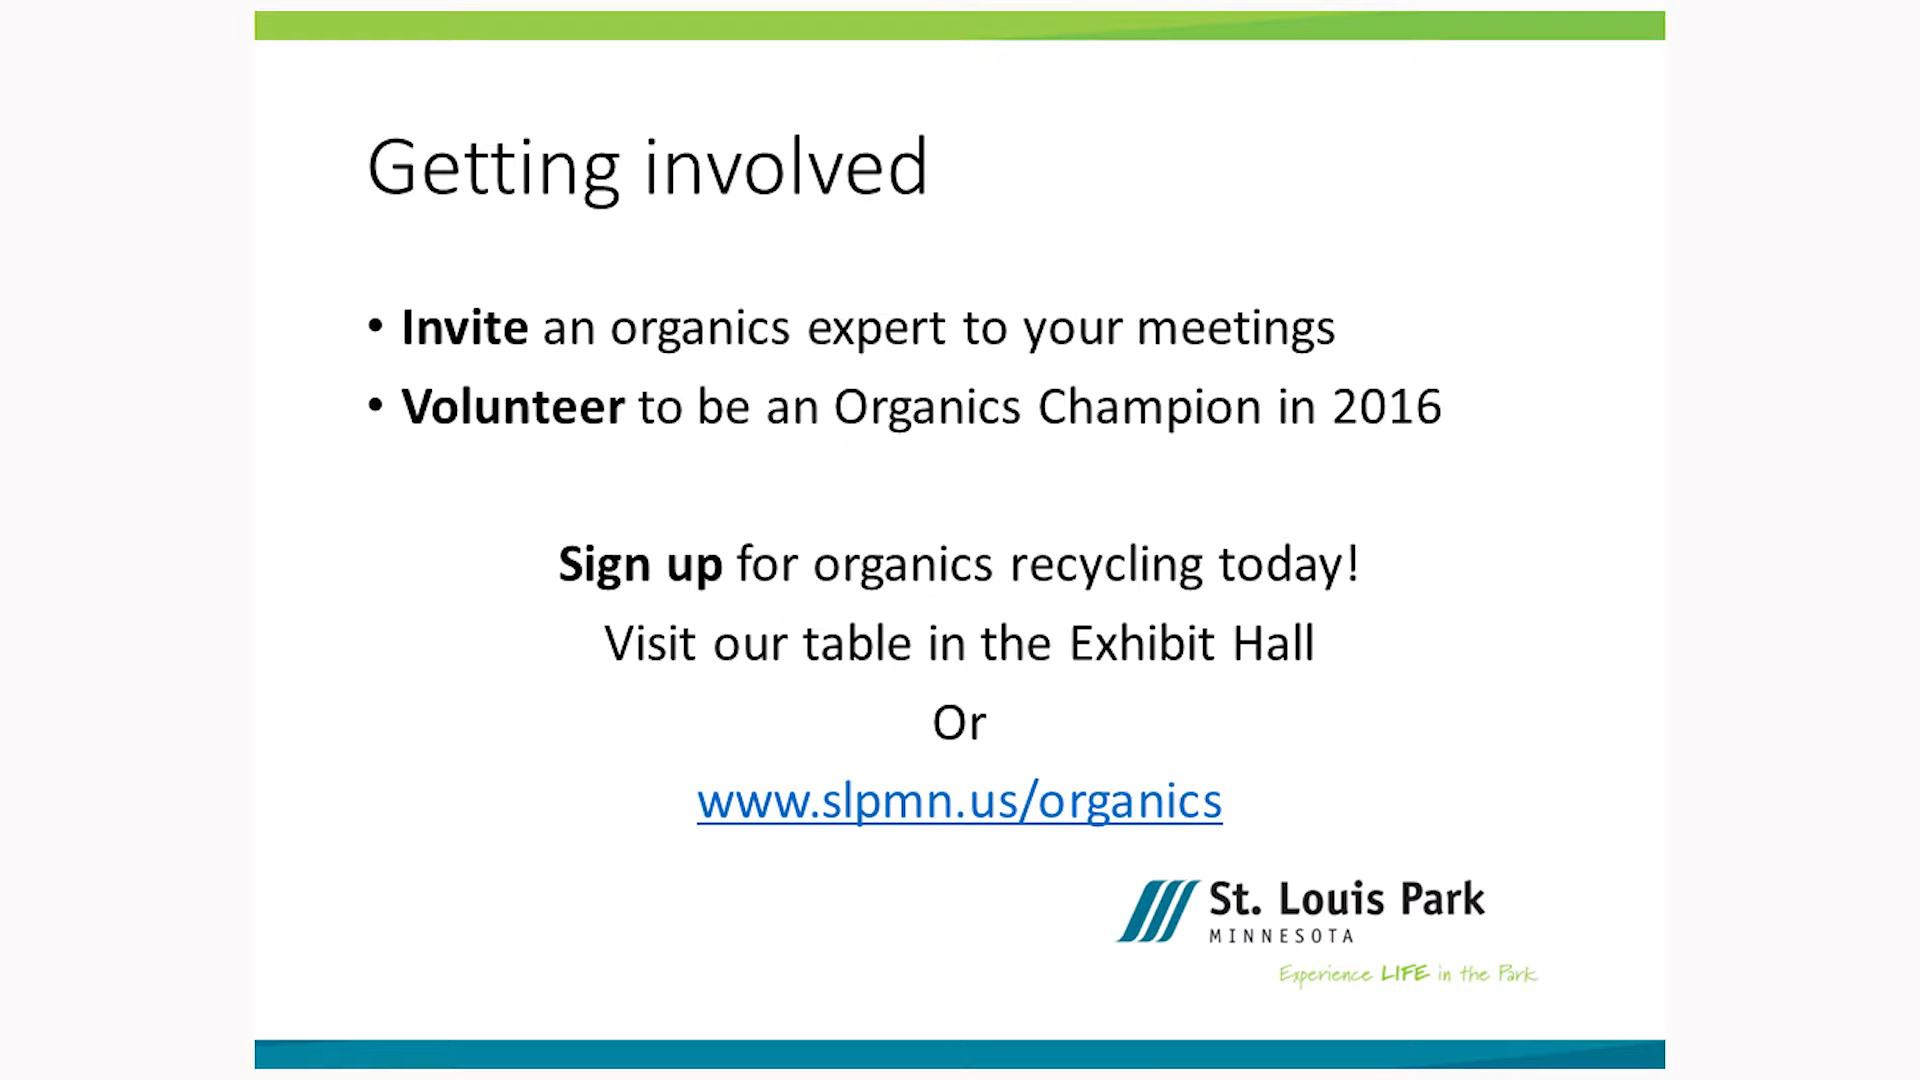 Getting involved
• Invite an organics expert to your meetings
• Volunteer to be an Organics Champion in 2016
Sign up for organics recycling today!
Visit our table in the Exhibit Hall
Or
www.slpmn.us/organics
St. Louis Park
MINNESOTA
Experience LIFE in the Park